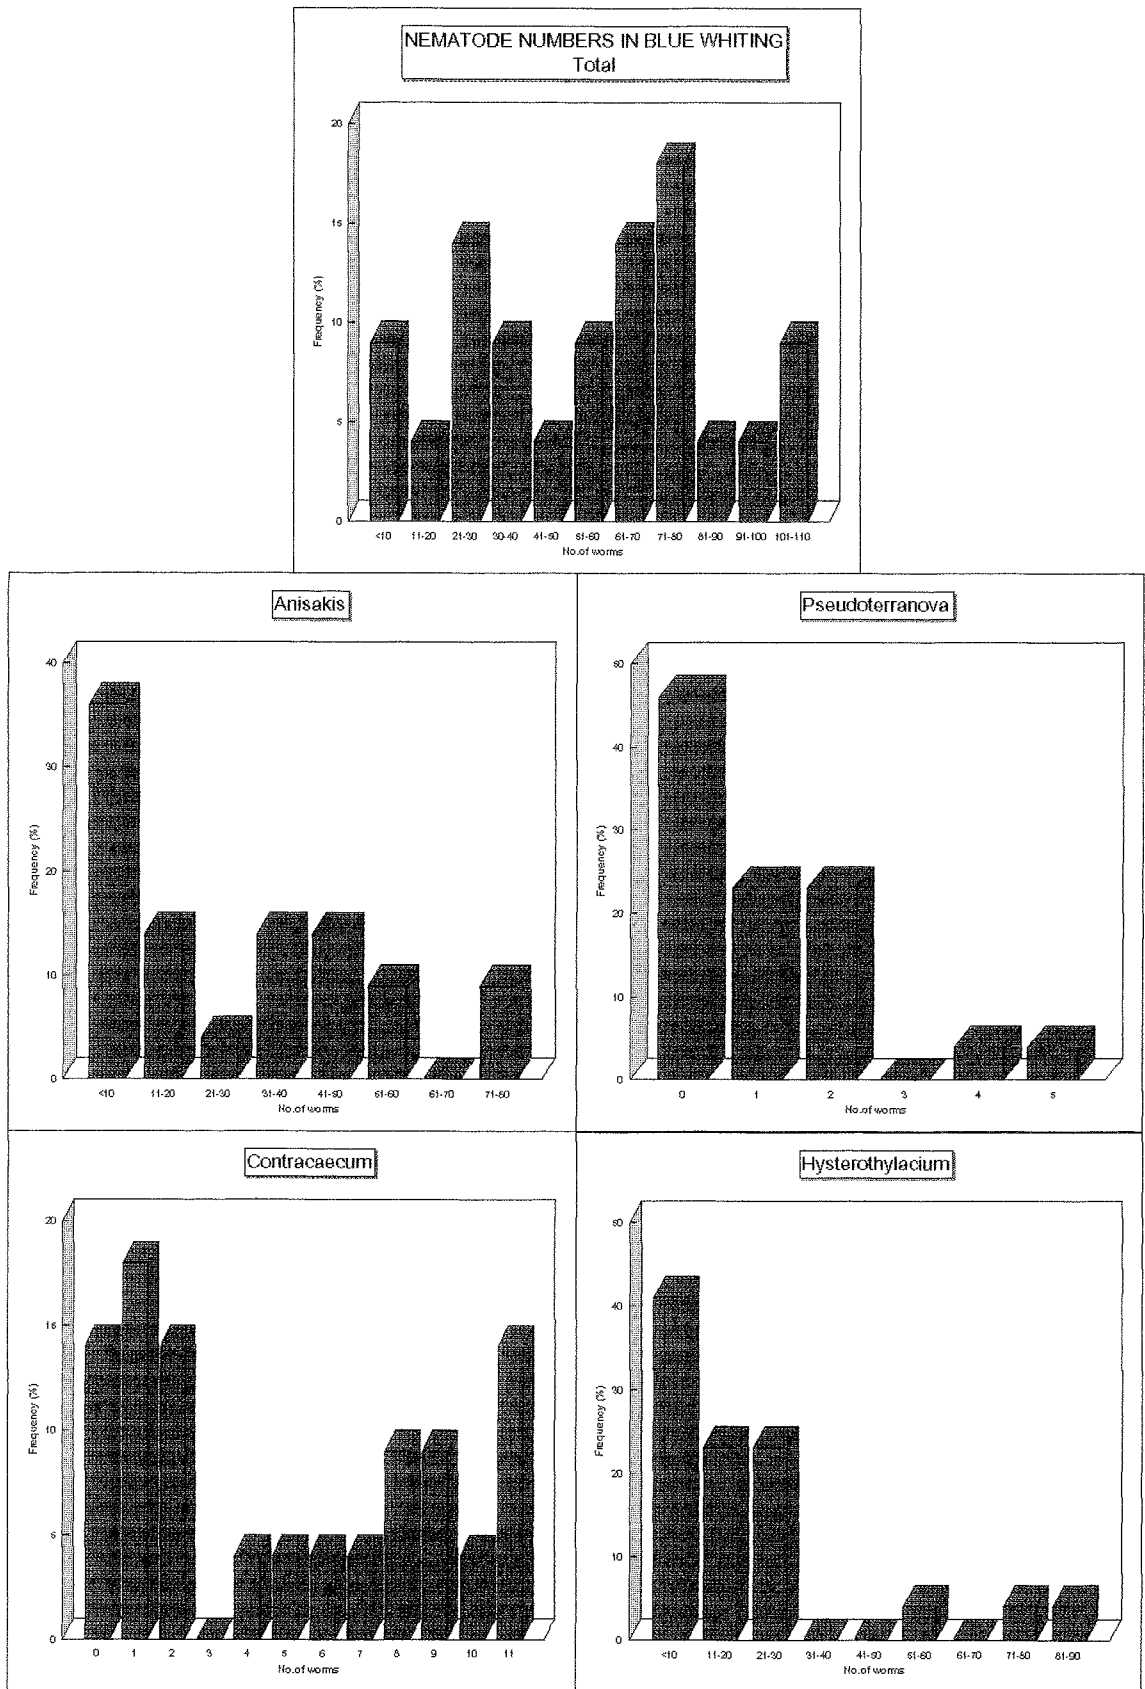 NEMATODE NUMBERS IN BLUE WHITING
Total
20
15
10
5
0
Frequency (%)
<10 11-20 21-30 30-40 41-50 51-60 61-70 71-80 81-90 91-100 101-110
No.of worms
Anisakis
40
30
20
10
0
Frequency (%)
<10 11-20 21-30 31-40 41-50 51-60 61-70 71-80
No.of worms
Pseudoterranova
50
40
30
20
10
0
Frequency (%)
0 1 2 3 4 5
No.of worms
Contracaecum
20
15
10
5
0
Frequency (%)
0 1 2 3 4 5 6 7 8 9 10 11
No.of worms
Hysterothylacium
50
40
30
20
10
0
Frequency (%)
<10 11-20 21-30 31-40 41-50 51-60 61-70 71-80 81-90
No.of worms